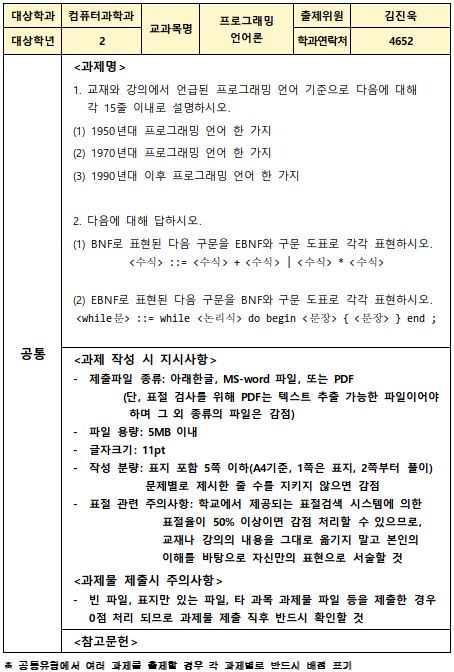 대상학과 컴퓨터과학과 교과목명 프로그래밍 언어론 출제위원 김진욱
대상학년 2 학과연락처 4652
공통
<과제명>
1. 교재와 강의에서 언급된 프로그래밍 언어 기준으로 다음에 대해
각 15줄 이내로 설명하시오.
(1) 1950년대 프로그래밍 언어 한 가지
(2) 1970년대 프로그래밍 언어 한 가지
(3) 1990년대 이후 프로그래밍 언어 한 가지
2. 다음에 대해 답하시오.
(1) BNF로 표현된 다음 구문을 EBNF와 구문 도표로 각각 표현하시오.
<수식> ::= <수식> + <수식> | <수식> * <수식>
(2) EBNF로 표현된 다음 구문을 BNF와 구문 도표로 각각 표현하시오.
<while문> ::= while <논리식> do begin <문장> { <문장> } end ;
<과제 작성 시 지시사항>
- 제출파일 종류: 아래한글, MS-word 파일, 또는 PDF
(단, 표절 검사를 위해 PDF는 텍스트 추출 가능한 파일이어야
하며 그 외 종류의 파일은 감점)
- 파일 용량: 5MB 이내
- 글자크기: 11pt
- 작성 분량: 표지 포함 5쪽 이하(A4기준, 1쪽은 표지, 2쪽부터 풀이)
문제별로 제시한 줄 수를 지키지 않으면 감점
- 표절 관련 주의사항: 학교에서 제공되는 표절검색 시스템에 의한
표절율이 50% 이상이면 감점 처리할 수 있으므로,
교재나 강의의 내용을 그대로 옮기지 말고 본인의
이해를 바탕으로 자신만의 표현으로 서술할 것
<과제물 제출시 주의사항>
- 빈 파일, 표지만 있는 파일, 타 과목 과제물 파일 등을 제출한 경우
0점 처리 되므로 과제물 제출 직후 반드시 확인할 것
<참고문헌>
※ 공통유형에서 여러 과제를 출제할 경우 각 과제별로 반드시 배점 표기